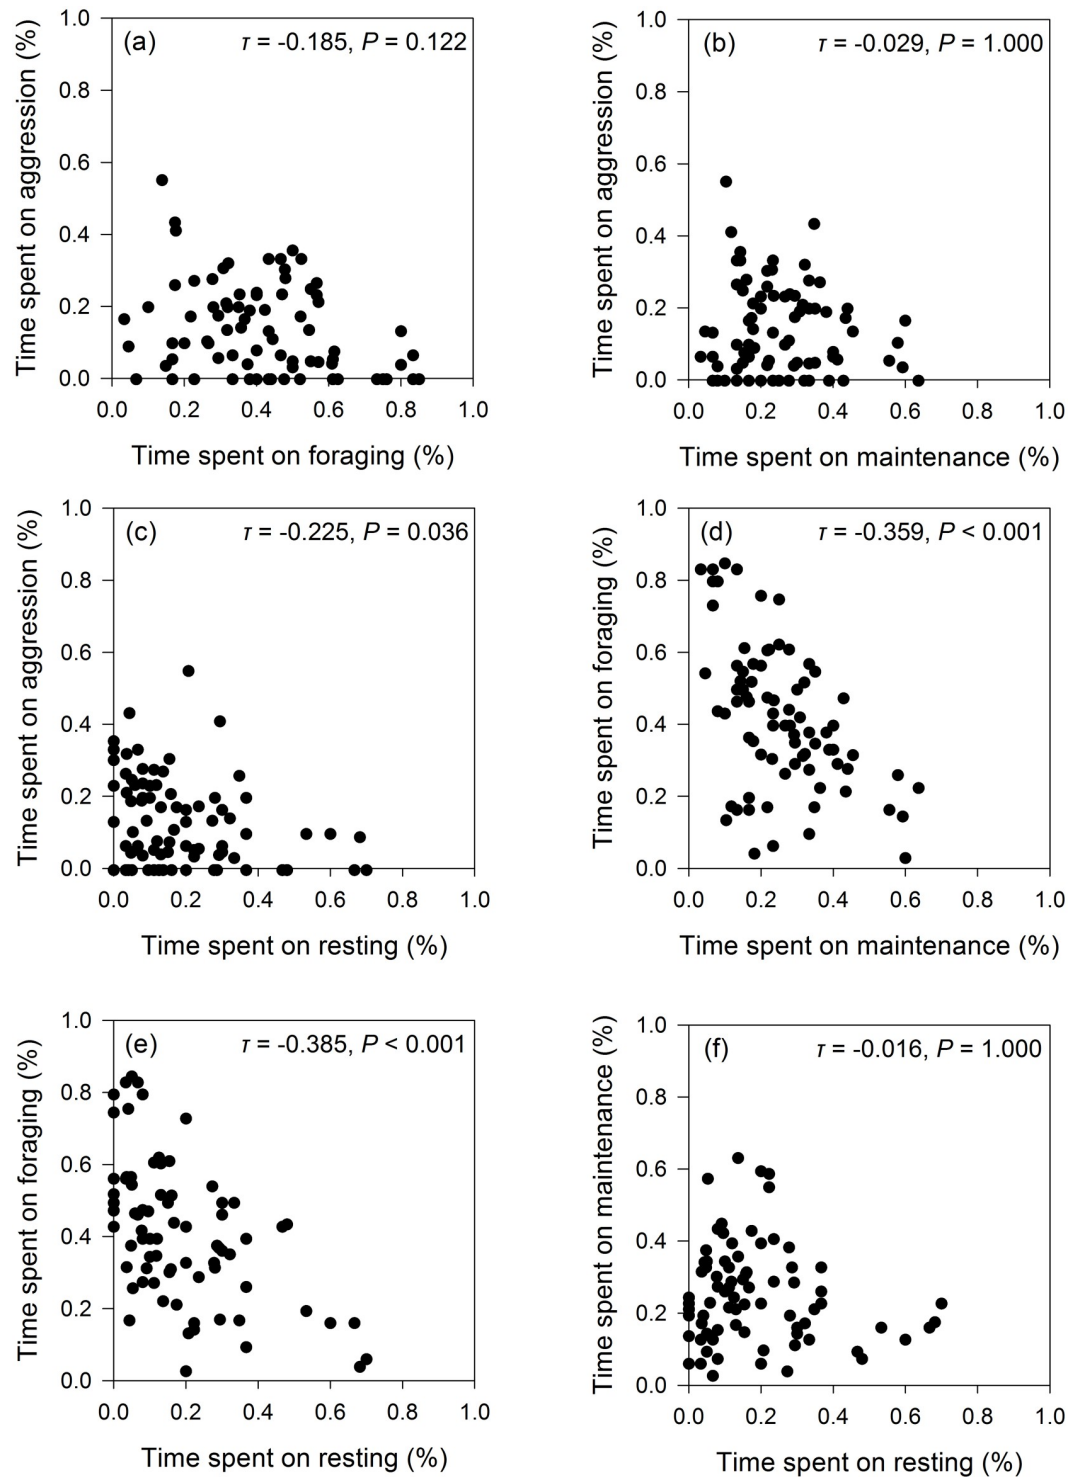 (a) τ = -0.185, P = 0.122
Time spent on aggression (%)
1.0
0.8
0.6
0.4
0.2
0.0
0.0 0.2 0.4 0.6 0.8 1.0
Time spent on foraging (%)
(b) τ = -0.029, P = 1.000
Time spent on aggression (%)
1.0
0.8
0.6
0.4
0.2
0.0
0.0 0.2 0.4 0.6 0.8 1.0
Time spent on maintenance (%)
(c) τ = -0.225, P = 0.036
Time spent on aggression (%)
1.0
0.8
0.6
0.4
0.2
0.0
0.0 0.2 0.4 0.6 0.8 1.0
Time spent on resting (%)
(d) τ = -0.359, P < 0.001
Time spent on foraging (%)
1.0
0.8
0.6
0.4
0.2
0.0
0.0 0.2 0.4 0.6 0.8 1.0
Time spent on maintenance (%)
(e) τ = -0.385, P < 0.001
Time spent on foraging (%)
1.0
0.8
0.6
0.4
0.2
0.0
0.0 0.2 0.4 0.6 0.8 1.0
Time spent on resting (%)
(f) τ = -0.016, P = 1.000
Time spent on maintenance (%)
1.0
0.8
0.6
0.4
0.2
0.0
0.0 0.2 0.4 0.6 0.8 1.0
Time spent on resting (%)